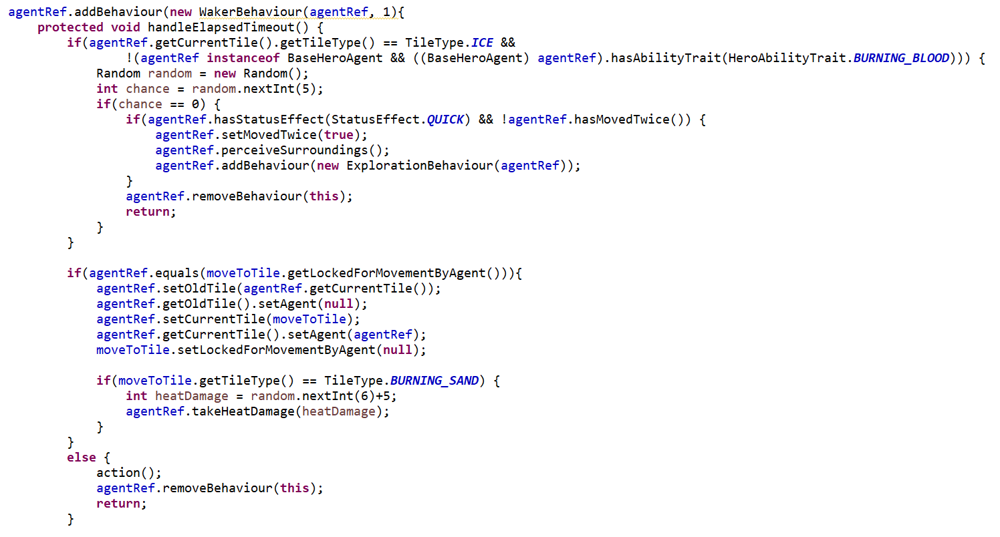 agentRef.addBehaviour(new WakerBehaviour(agentRef, 1){
    protected void handleElapsedTimeout() {
        if(agentRef.getCurrentTile().getTileType() == TileType.ICE &&
                !(agentRef instanceof BaseHeroAgent && ((BaseHeroAgent) agentRef).hasAbilityTrait(HeroAbilityTrait.BURNING_BLOOD))) {
            Random random = new Random();
            int chance = random.nextInt(5);
            if(chance == 0) {
                if(agentRef.hasStatusEffect(StatusEffect.QUICK) && !agentRef.hasMovedTwice()) {
                    agentRef.setMovedTwice(true);
                    agentRef.perceiveSurroundings();
                    agentRef.addBehaviour(new ExplorationBehaviour(agentRef));
                }
                agentRef.removeBehaviour(this);
                return;
            }
        }

        if(agentRef.equals(moveToTile.getLockedForMovementByAgent())){
            agentRef.setOldTile(agentRef.getCurrentTile());
            agentRef.getOldTile().setAgent(null);
            agentRef.setCurrentTile(moveToTile);
            agentRef.getCurrentTile().setAgent(agentRef);
            moveToTile.setLockedForMovementByAgent(null);

            if(moveToTile.getTileType() == TileType.BURNING_SAND) {
                int heatDamage = random.nextInt(6)+5;
                agentRef.takeHeatDamage(heatDamage);
            }
        }
        else {
            action();
            agentRef.removeBehaviour(this);
            return;
        }